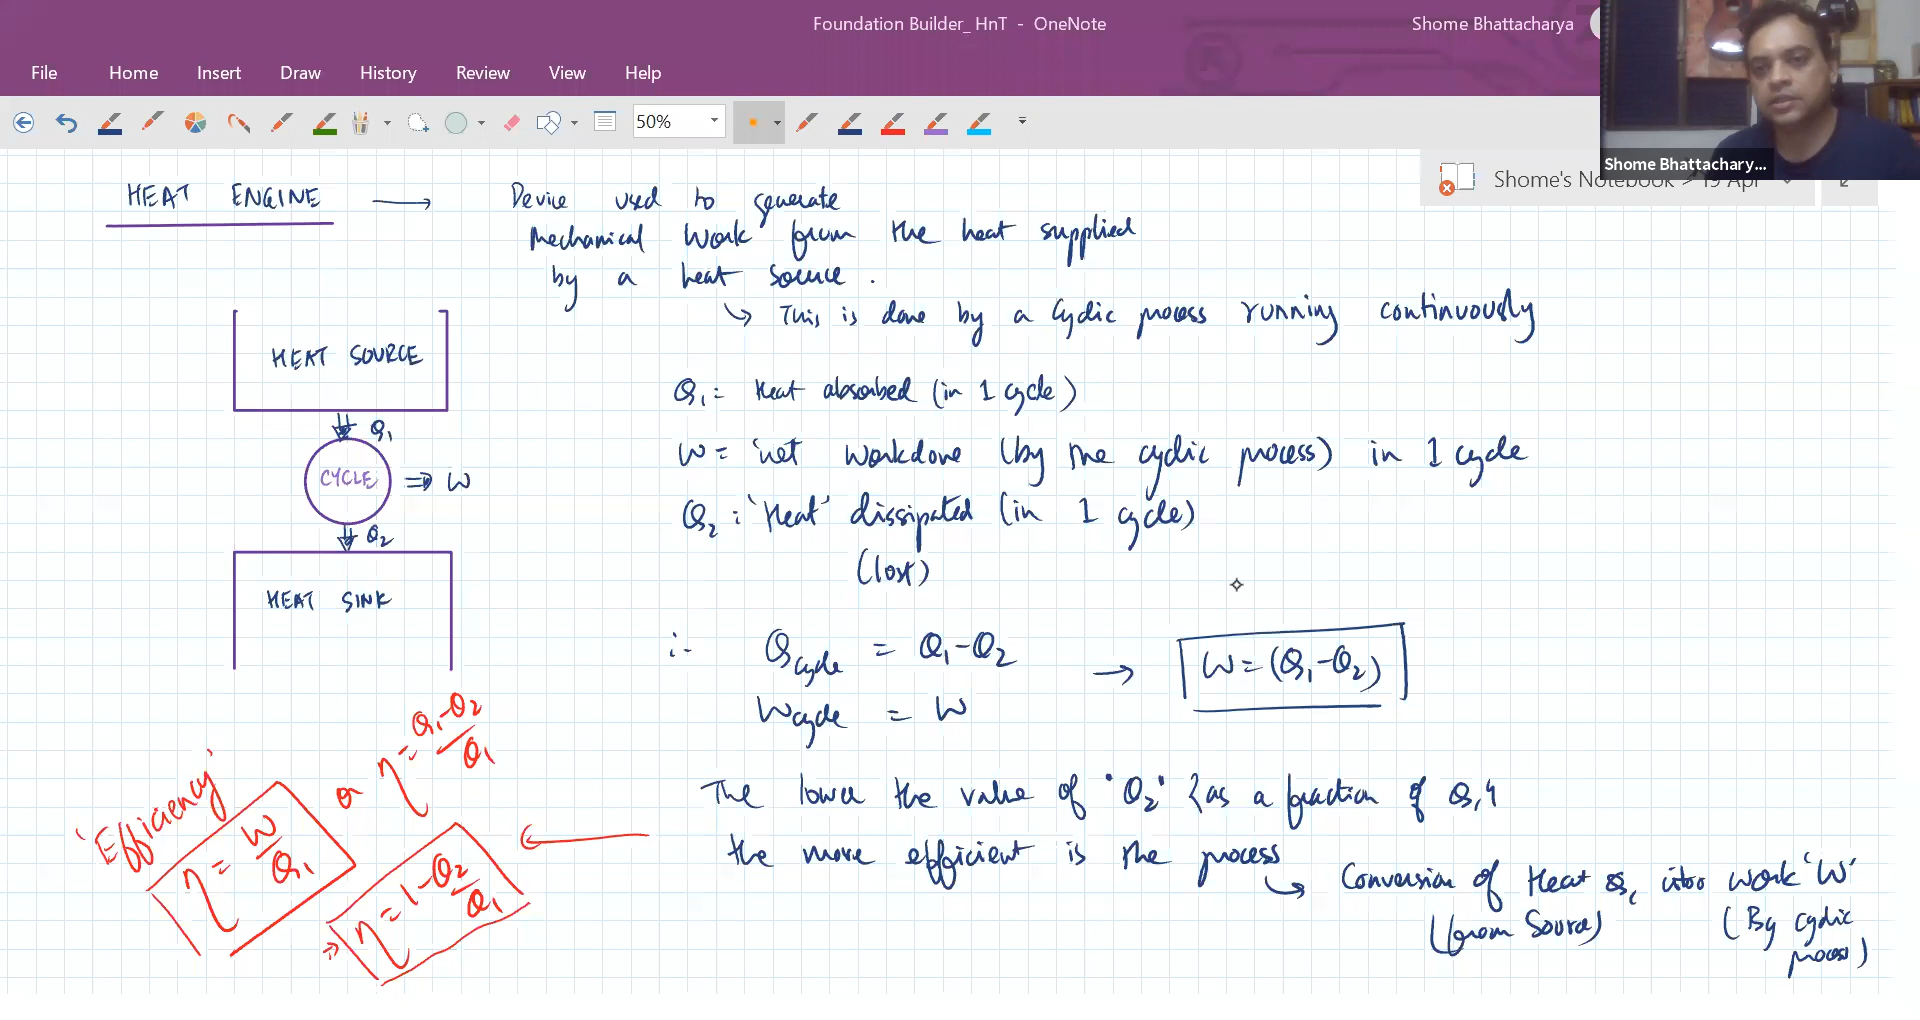 Foundation Builder_ HnT - OneNote
Shome Bhattacharya
File Home Insert Draw History Review View Help
50%
Shome Bhattachary...
Shome's Notebook > 19 Apr
HEAT ENGINE → Device used to generate
Mechanical Work from the heat supplied
by a heat source.
↳ This is done by a Cyclic process running continuously
HEAT SOURCE
Q₁
CYCLE ⇒ W
Q₂
HEAT SINK
Q₁ = Heat absorbed (in 1 cycle)
W = 'net workdone (by the cyclic process) in 1 cycle
Q₂ : 'Heat' dissipated (in 1 cycle)
(lost)
Q_cycle = Q₁-Q₂
W_cycle = W
→ W = (Q₁-Q₂)
The lower the value of 'Q₂' {as a fraction of Q₁}
the more efficient is the process
↳ Conversion of Heat Q₁ into work 'W'
(from Source) (By cyclic
process)
'Efficiency'
η = W/Q₁ or η = Q₁-Q₂/Q₁
η = 1-Q₂/Q₁